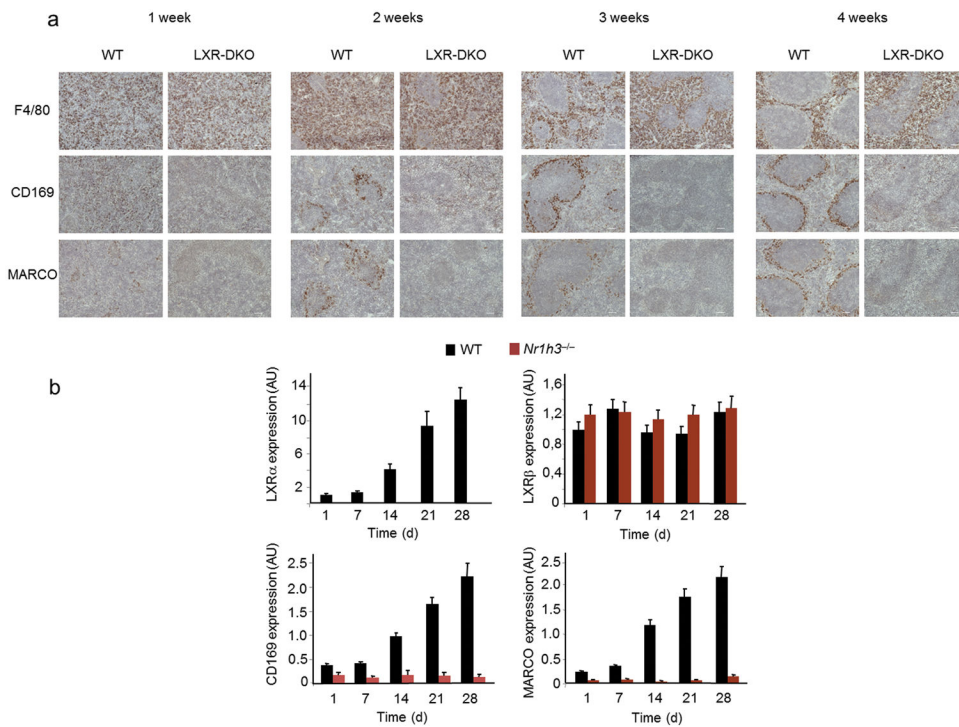 a
1 week 2 weeks 3 weeks 4 weeks
WT LXR-DKO WT LXR-DKO WT LXR-DKO WT LXR-DKO
F4/80
CD169
MARCO
WT Nr1h3–/–
b
LXRα expression (AU)
14
10
6
2
1 7 14 21 28
Time (d)
LXRβ expression (AU)
1,6
1,2
0,8
0,4
0
1 7 14 21 28
Time (d)
CD169 expression (AU)
2.5
2.0
1.5
1.0
0.5
0
1 7 14 21 28
Time (d)
MARCO expression (AU)
2.5
2.0
1.5
1.0
0.5
0
1 7 14 21 28
Time (d)